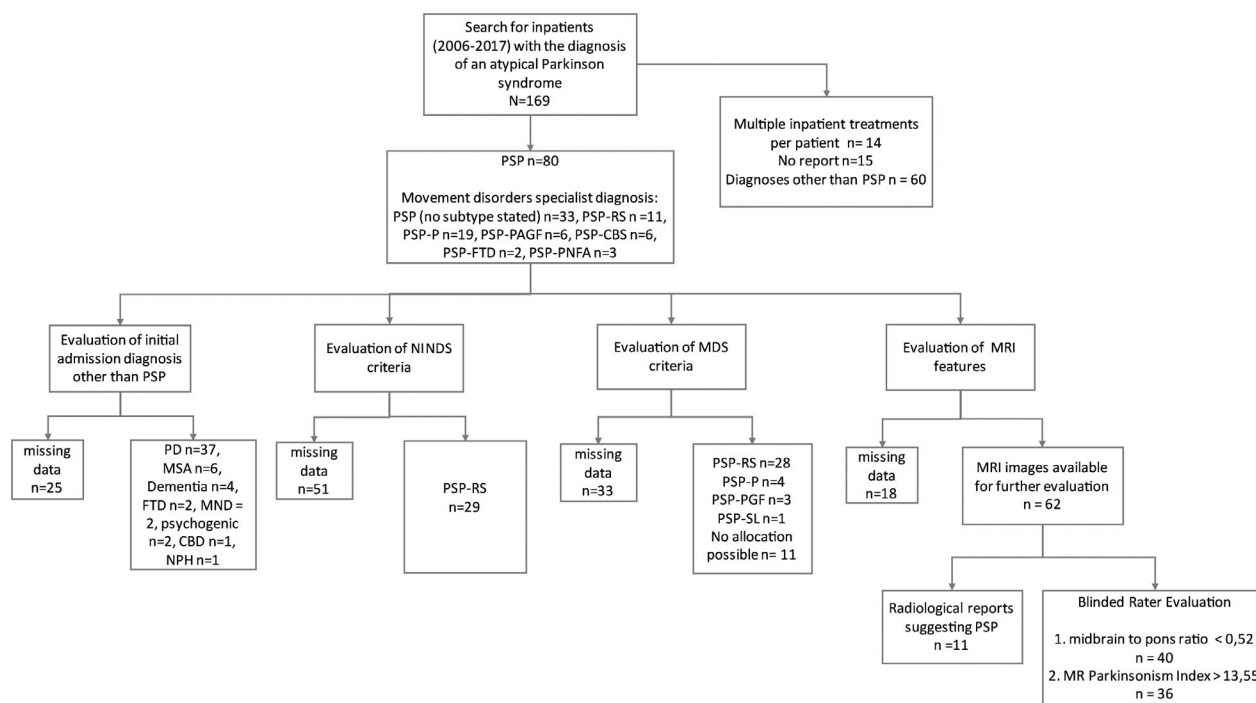 Search for inpatients
(2006-2017) with the diagnosis
of an atypical Parkinson
syndrome
N=169
Multiple inpatient treatments
per patient n= 14
No report n=15
Diagnoses other than PSP n = 60
PSP n=80
Movement disorders specialist diagnosis:
PSP (no subtype stated) n=33, PSP-RS n =11,
PSP-P n=19, PSP-PAGF n=6, PSP-CBS n=6,
PSP-FTD n=2, PSP-PNFA n=3
Evaluation of initial
admission diagnosis
other than PSP
Evaluation of NINDS
criteria
Evaluation of MDS
criteria
Evaluation of MRI
features
missing
data
n=25
PD n=37,
MSA n=6,
Dementia n=4,
FTD n=2, MND =
2, psychogenic
n=2, CBD n=1,
NPH n=1
missing
data
n=51
PSP-RS
n=29
missing
data
n=33
PSP-RS n=28
PSP-P n=4
PSP-PGF n=3
PSP-SL n=1
No allocation
possible n= 11
missing
data
n=18
MRI images available
for further evaluation
n = 62
Radiological reports
suggesting PSP
n =11
Blinded Rater Evaluation
1. midbrain to pons ratio < 0,52
n = 40
2. MR Parkinsonism Index > 13,55
n = 36